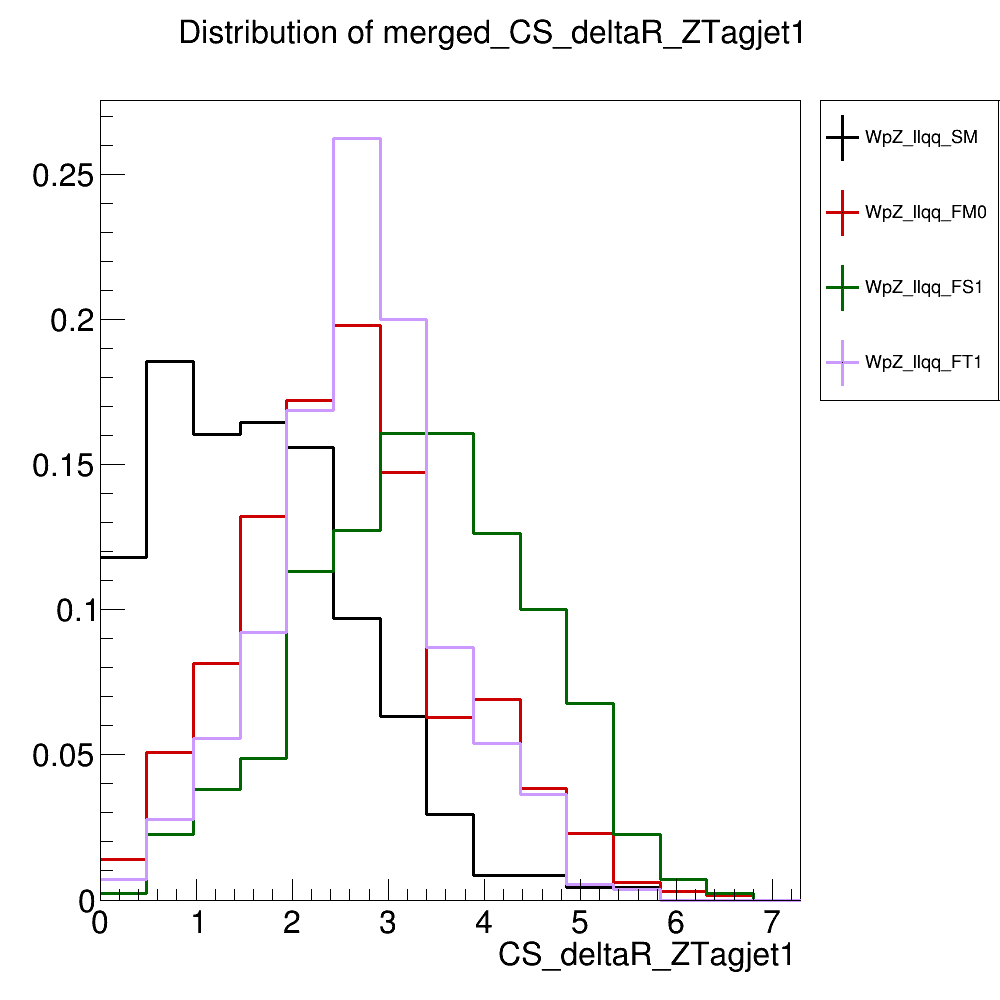 Distribution of merged_CS_deltaR_ZTagjet1
WpZ_llqq_SM
WpZ_llqq_FM0
WpZ_llqq_FS1
WpZ_llqq_FT1
0.25
0.2
0.15
0.1
0.05
0
0 1 2 3 4 5 6 7
CS_deltaR_ZTagjet1